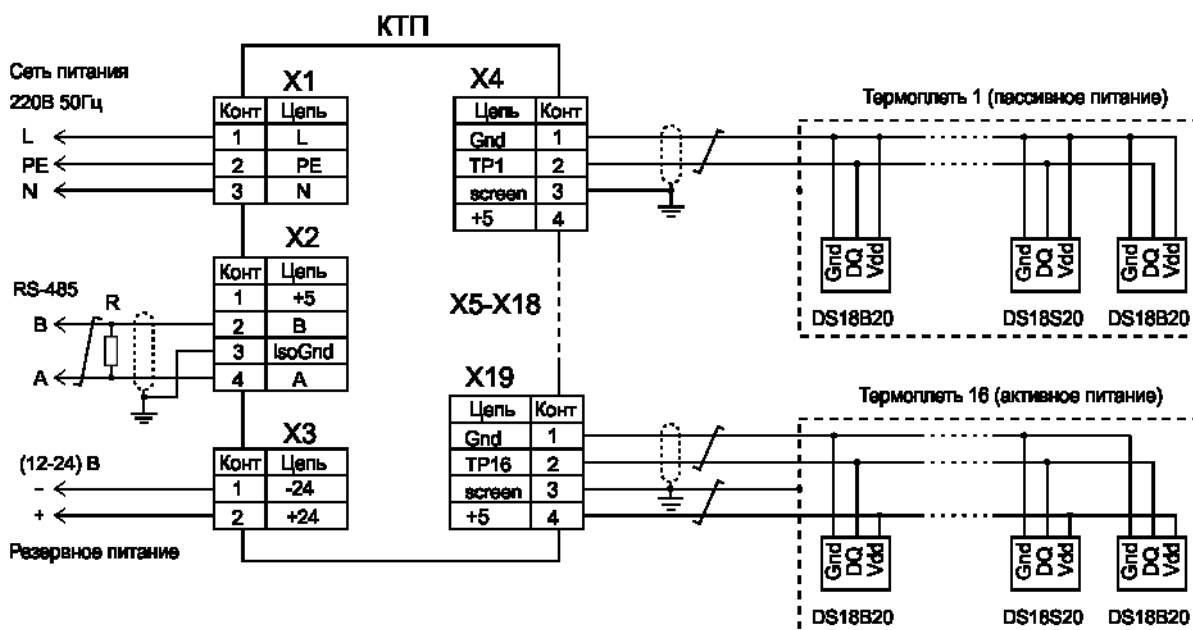 КТП
Сеть питания
220В 50Гц
L
PE
N
X1
Конт Цепь
1 L
2 PE
3 N
X2
Конт Цепь
1 +5
2 B
3 IsoGnd
4 A
RS-485
R
B
A
X3
Конт Цепь
1 -24
2 +24
(12-24) В
–
+
Резервное питание
X4
Цепь Конт
Gnd 1
TP1 2
screen 3
+5 4
X5-X18
X19
Цепь Конт
Gnd 1
TP16 2
screen 3
+5 4
Термоплеть 1 (пассивное питание)
Gnd DQ Vdd
Gnd DQ Vdd
Gnd DQ Vdd
DS18B20 DS18S20 DS18B20
Термоплеть 16 (активное питание)
Gnd DQ Vdd
Gnd DQ Vdd
Gnd DQ Vdd
DS18B20 DS18S20 DS18B20